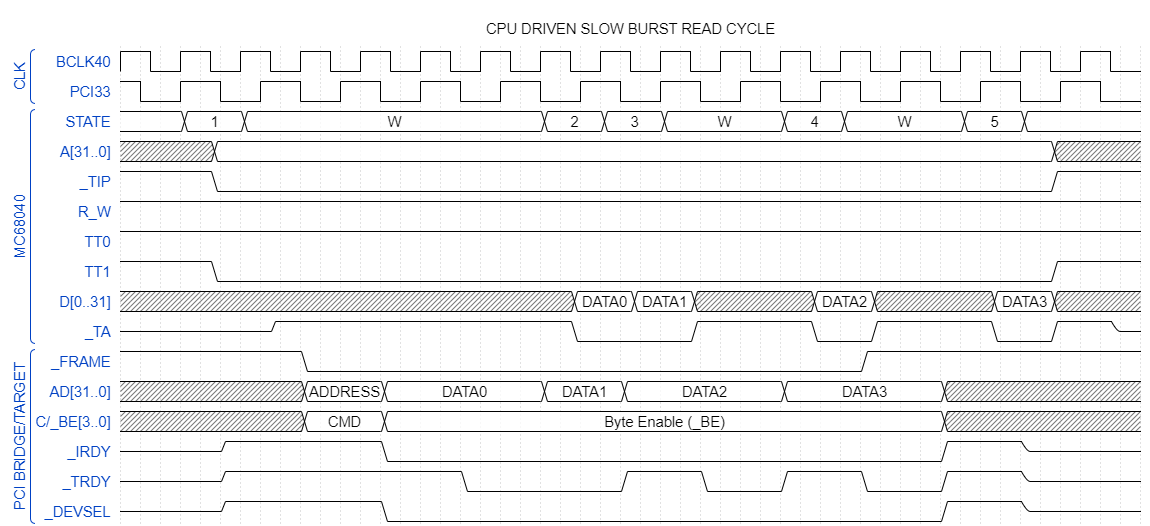 CPU DRIVEN SLOW BURST READ CYCLE
CLK
BCLK40
PCI33
MC68040
STATE 1 W 2 3 W 4 W 5
A[31..0]
_TIP
R_W
TT0
TT1
D[0..31] DATA0 DATA1 DATA2 DATA3
_TA
PCI BRIDGE/TARGET
_FRAME
AD[31..0] ADDRESS DATA0 DATA1 DATA2 DATA3
C/_BE[3..0] CMD Byte Enable (_BE)
_IRDY
_TRDY
_DEVSEL